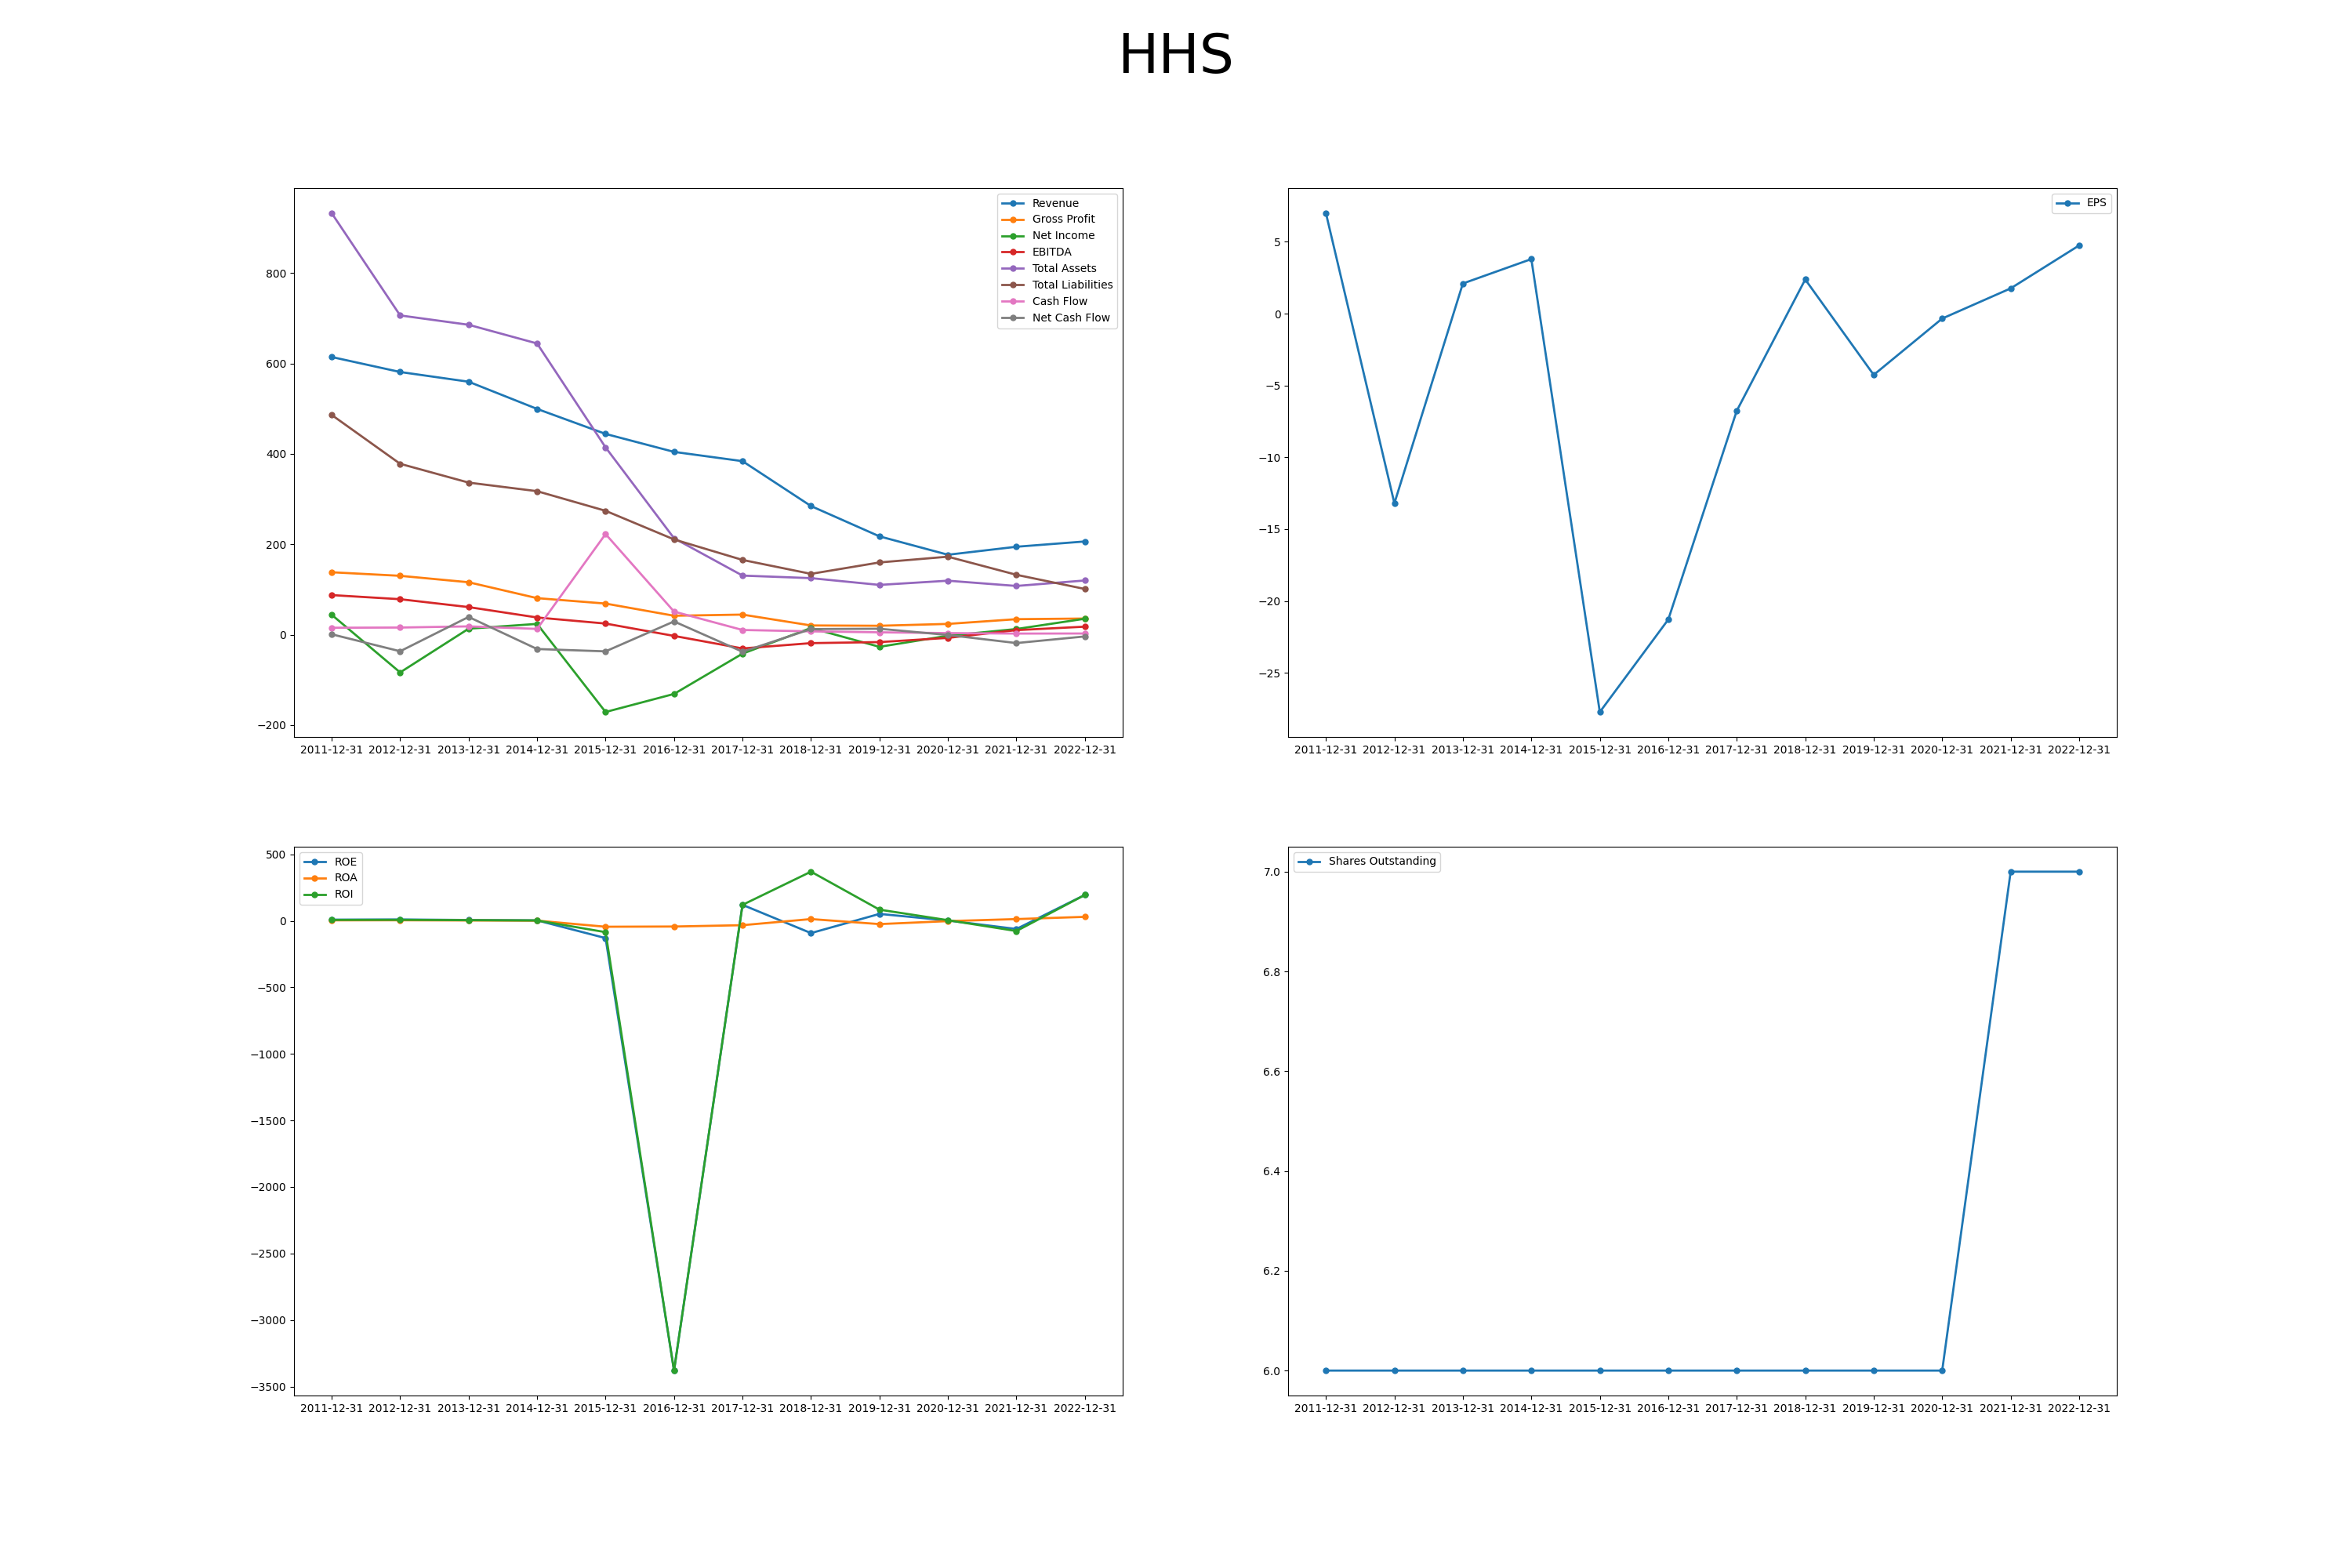 HHS
Revenue
Gross Profit
Net Income
EBITDA
Total Assets
Total Liabilities
Cash Flow
Net Cash Flow
800
600
400
200
0
−200
2011-12-31 2012-12-31 2013-12-31 2014-12-31 2015-12-31 2016-12-31 2017-12-31 2018-12-31 2019-12-31 2020-12-31 2021-12-31 2022-12-31
EPS
5
0
−5
−10
−15
−20
−25
2011-12-31 2012-12-31 2013-12-31 2014-12-31 2015-12-31 2016-12-31 2017-12-31 2018-12-31 2019-12-31 2020-12-31 2021-12-31 2022-12-31
ROE
ROA
ROI
500
0
−500
−1000
−1500
−2000
−2500
−3000
−3500
2011-12-31 2012-12-31 2013-12-31 2014-12-31 2015-12-31 2016-12-31 2017-12-31 2018-12-31 2019-12-31 2020-12-31 2021-12-31 2022-12-31
Shares Outstanding
7.0
6.8
6.6
6.4
6.2
6.0
2011-12-31 2012-12-31 2013-12-31 2014-12-31 2015-12-31 2016-12-31 2017-12-31 2018-12-31 2019-12-31 2020-12-31 2021-12-31 2022-12-31